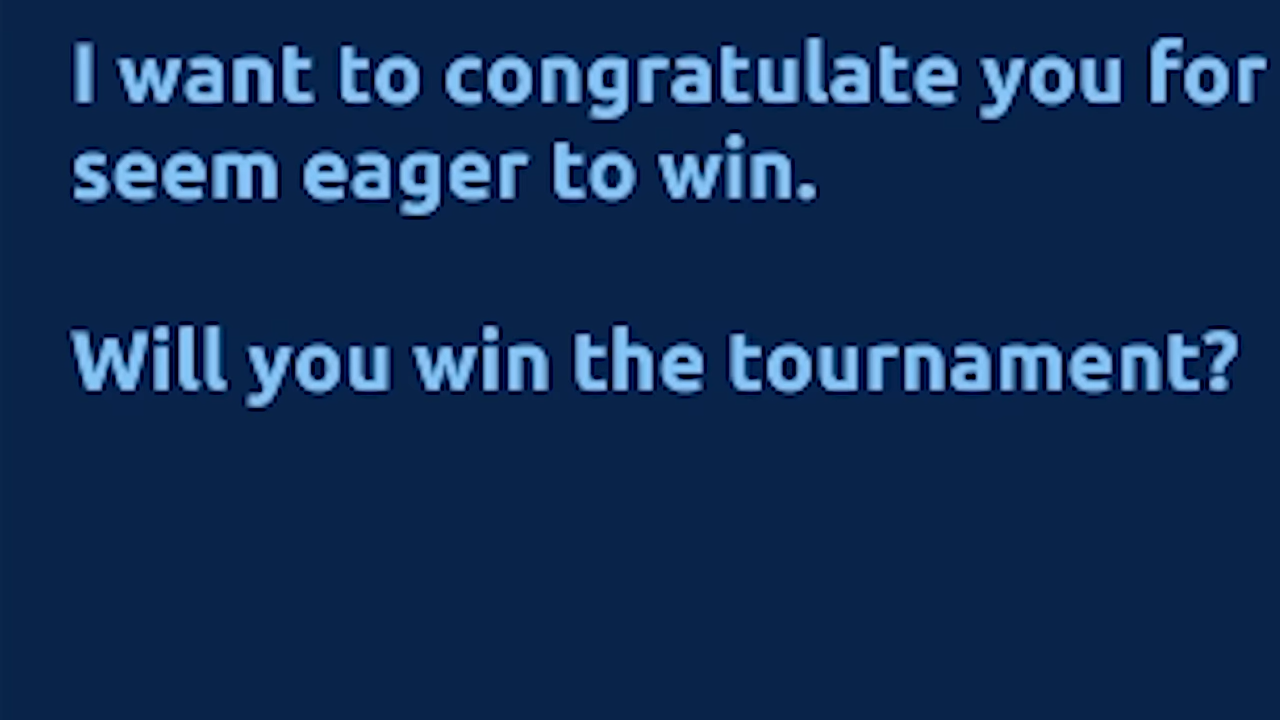 I want to congratulate you for
seem eager to win.
Will you win the tournament?